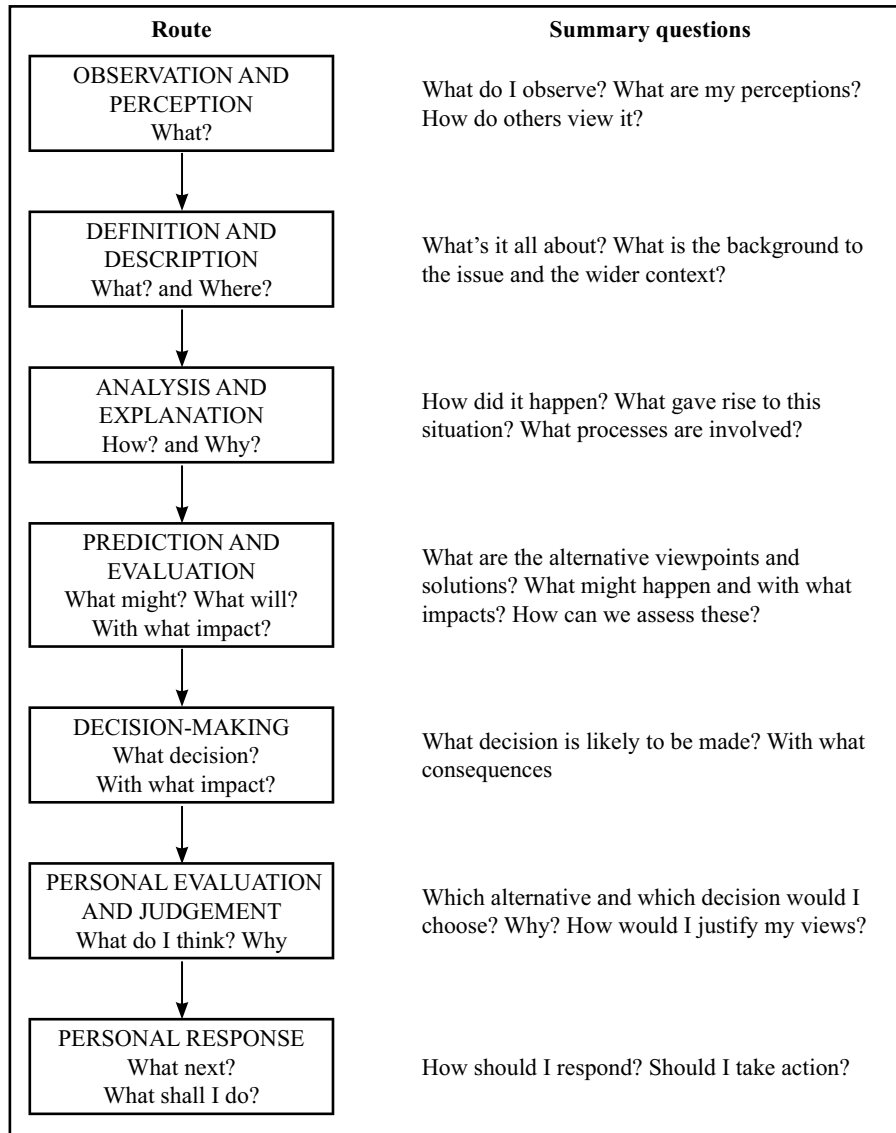 Route
Summary questions
OBSERVATION AND
PERCEPTION
What?
What do I observe? What are my perceptions?
How do others view it?
DEFINITION AND
DESCRIPTION
What? and Where?
What’s it all about? What is the background to
the issue and the wider context?
ANALYSIS AND
EXPLANATION
How? and Why?
How did it happen? What gave rise to this
situation? What processes are involved?
PREDICTION AND
EVALUATION
What might? What will?
With what impact?
What are the alternative viewpoints and
solutions? What might happen and with what
impacts? How can we assess these?
DECISION-MAKING
What decision?
With what impact?
What decision is likely to be made? With what
consequences
PERSONAL EVALUATION
AND JUDGEMENT
What do I think? Why
Which alternative and which decision would I
choose? Why? How would I justify my views?
PERSONAL RESPONSE
What next?
What shall I do?
How should I respond? Should I take action?